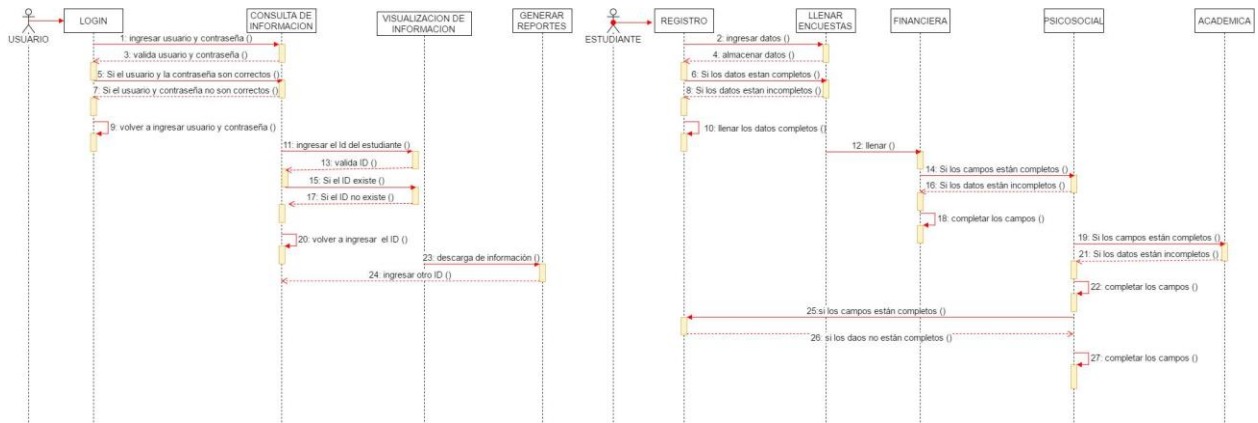 USUARIO
LOGIN
CONSULTA DE
INFORMACION
VISUALIZACION DE
INFORMACION
GENERAR
REPORTES
1: ingresar usuario y contraseña ()
3: valida usuario y contraseña ()
5: Si el usuario y la contraseña son correctos ()
7: Si el usuario y contraseña no son correctos ()
9: volver a ingresar usuario y contraseña ()
11: ingresar el Id del estudiante ()
13: valida ID ()
15: Si el ID existe ()
17: Si el ID no existe ()
20: volver a ingresar el ID ()
23: descarga de información ()
24: ingresar otro ID ()
ESTUDIANTE
REGISTRO
LLENAR
ENCUESTAS
FINANCIERA
PSICOSOCIAL
ACADEMICA
2: ingresar datos ()
4: almacenar datos ()
6: Si los datos estan completos ()
8: Si los datos estan incompletos ()
10: llenar los datos completos ()
12: llenar ()
14: Si los campos están completos ()
16: Si los datos están incompletos ()
18: completar los campos ()
19: Si los campos están completos ()
21: Si los datos están incompletos ()
22: completar los campos ()
25:si los campos están completos ()
26: si los daos no están completos ()
27: completar los campos ()